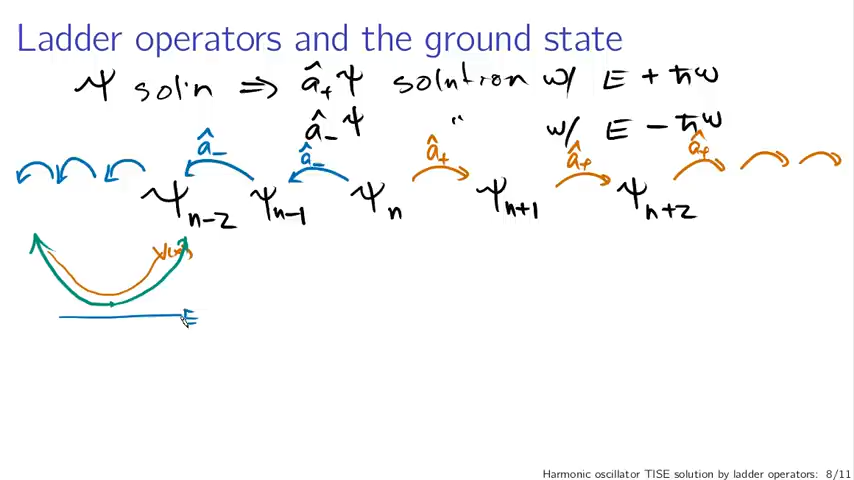 Ladder operators and the ground state
ψ sol'n ⇒ â₊ψ solution w/ E + ħω
â₋ψ " w/ E − ħω
â₋ â₋ â₊ â₊ â₊
ψn−2 ψn−1 ψn ψn+1 ψn+2
V(x)
E
Harmonic oscillator TISE solution by ladder operators: 8/11